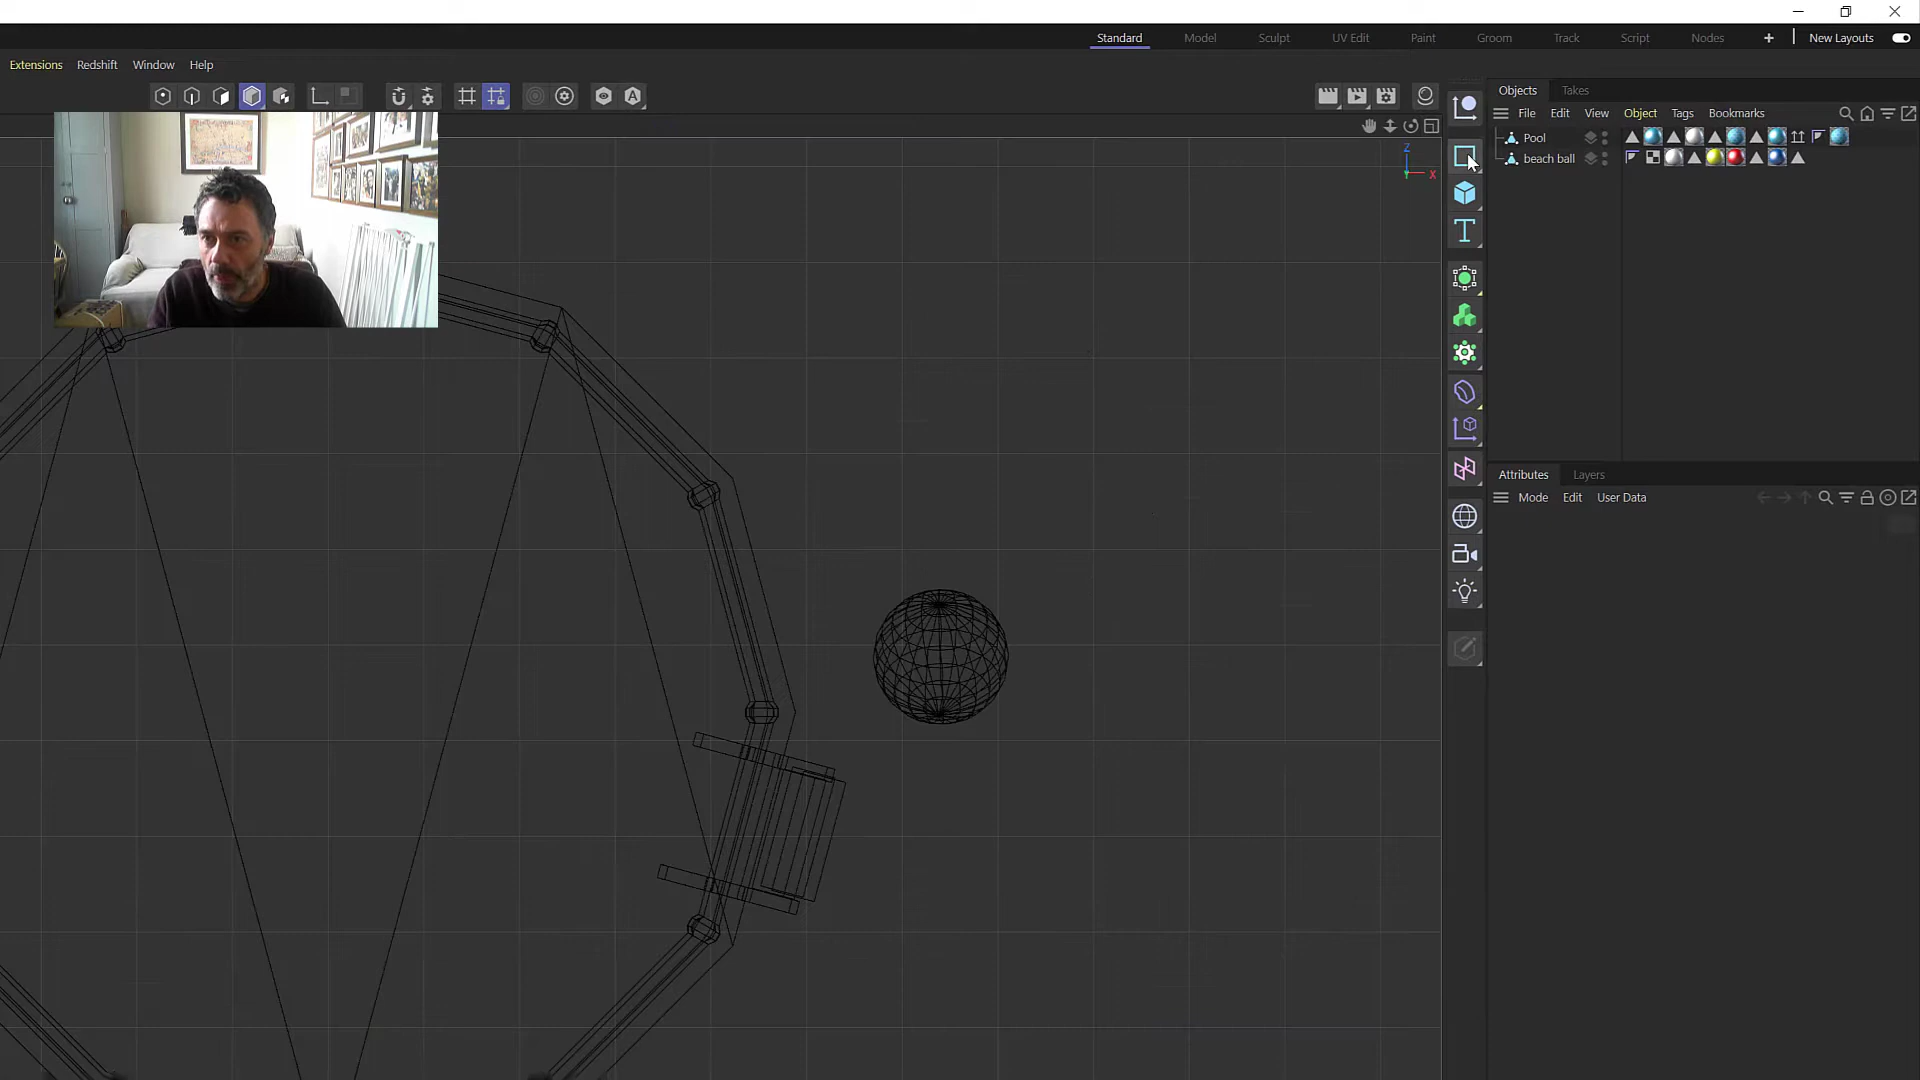 Standard Model Sculpt UV Edit Paint Groom Track Script Nodes New Layouts
Extensions Redshift Window Help
Objects Takes
File Edit View Object Tags Bookmarks
Pool
beach ball
Z
X
Y
Attributes Layers
Mode Edit User Data